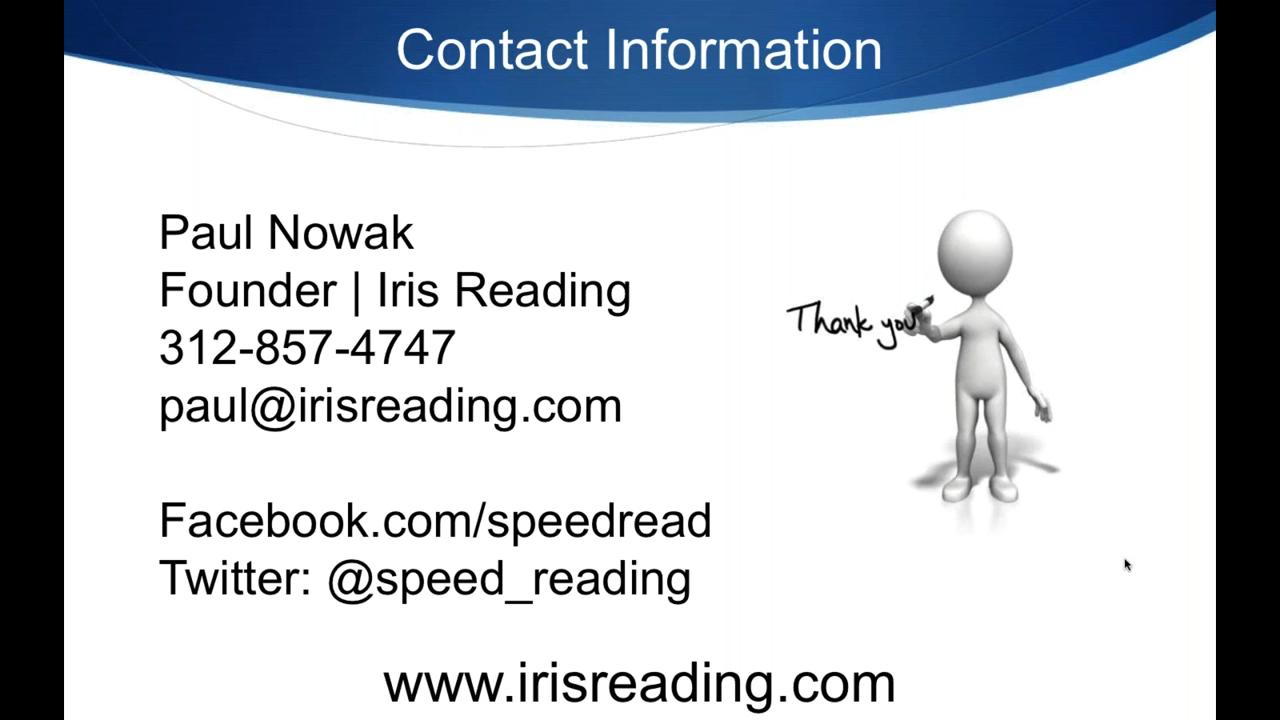 Contact Information
Paul Nowak
Founder | Iris Reading
312-857-4747
paul@irisreading.com
Thank you
Facebook.com/speedread
Twitter: @speed_reading
www.irisreading.com